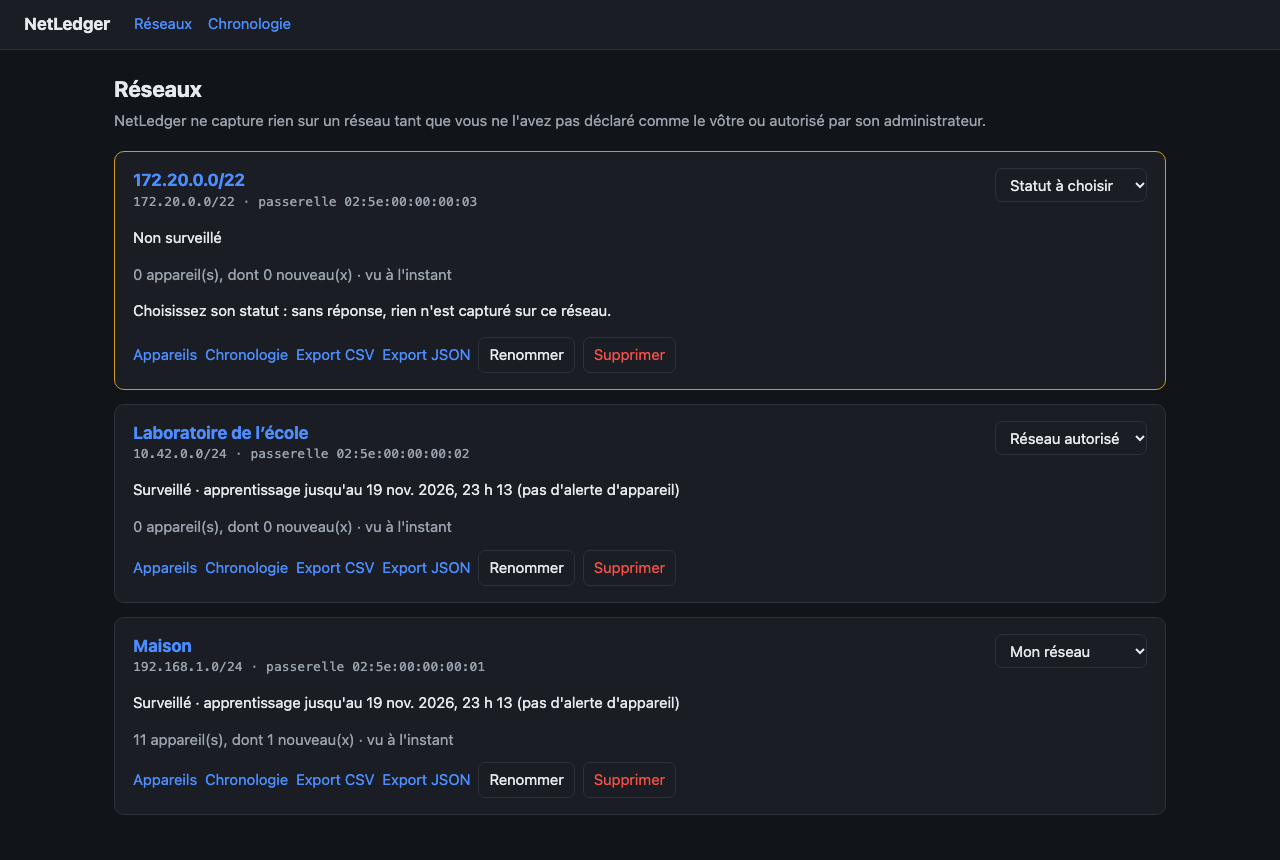 NetLedger Réseaux Chronologie
Réseaux
NetLedger ne capture rien sur un réseau tant que vous ne l'avez pas déclaré comme le vôtre ou autorisé par son administrateur.
172.20.0.0/22
Statut à choisir
172.20.0.0/22 · passerelle 02:5e:00:00:00:03
Non surveillé
0 appareil(s), dont 0 nouveau(x) · vu à l'instant
Choisissez son statut : sans réponse, rien n'est capturé sur ce réseau.
Appareils Chronologie Export CSV Export JSON Renommer Supprimer
Laboratoire de l’école
Réseau autorisé
10.42.0.0/24 · passerelle 02:5e:00:00:00:02
Surveillé · apprentissage jusqu'au 19 nov. 2026, 23 h 13 (pas d'alerte d'appareil)
0 appareil(s), dont 0 nouveau(x) · vu à l'instant
Appareils Chronologie Export CSV Export JSON Renommer Supprimer
Maison
Mon réseau
192.168.1.0/24 · passerelle 02:5e:00:00:00:01
Surveillé · apprentissage jusqu'au 19 nov. 2026, 23 h 13 (pas d'alerte d'appareil)
11 appareil(s), dont 1 nouveau(x) · vu à l'instant
Appareils Chronologie Export CSV Export JSON Renommer Supprimer